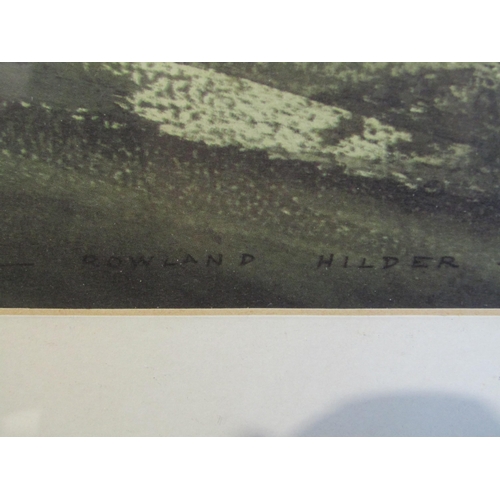 — ROWLAND HILDER -